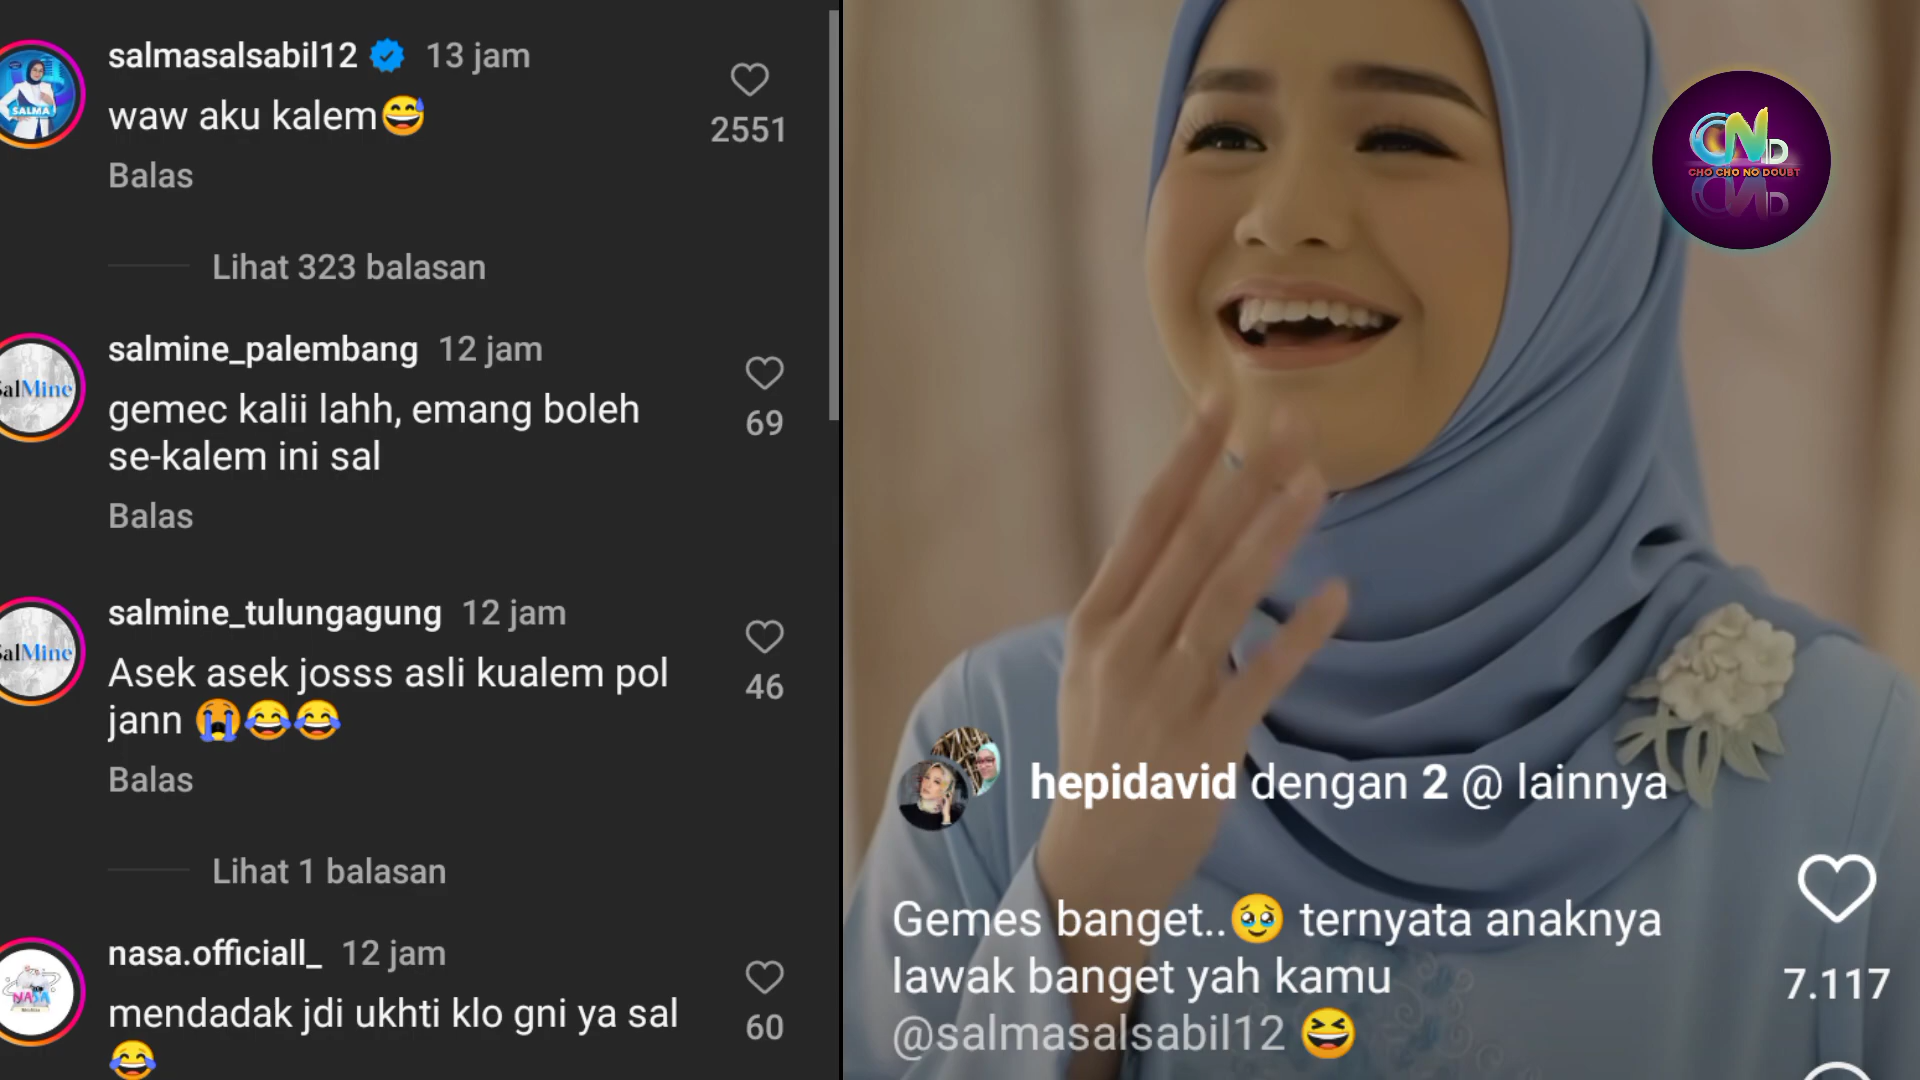 salmasalsabil12 13 jam
waw aku kalem😅
2551
Balas
Lihat 323 balasan
salmine_palembang 12 jam
gemec kalii lahh, emang boleh
se-kalem ini sal
69
Balas
salmine_tulungagung 12 jam
Asek asek josss asli kualem pol
jann 😭😂😂
46
Balas
Lihat 1 balasan
nasa.officiall_ 12 jam
mendadak jdi ukhti klo gni ya sal
😂
60
SALMA
alMine
alMine
NASA
CND
CHO CHO NO DOUBT
hepidavid dengan 2 @ lainnya
Gemes banget..🥹 ternyata anaknya
lawak banget yah kamu
@salmasalsabil12 😆
7.117